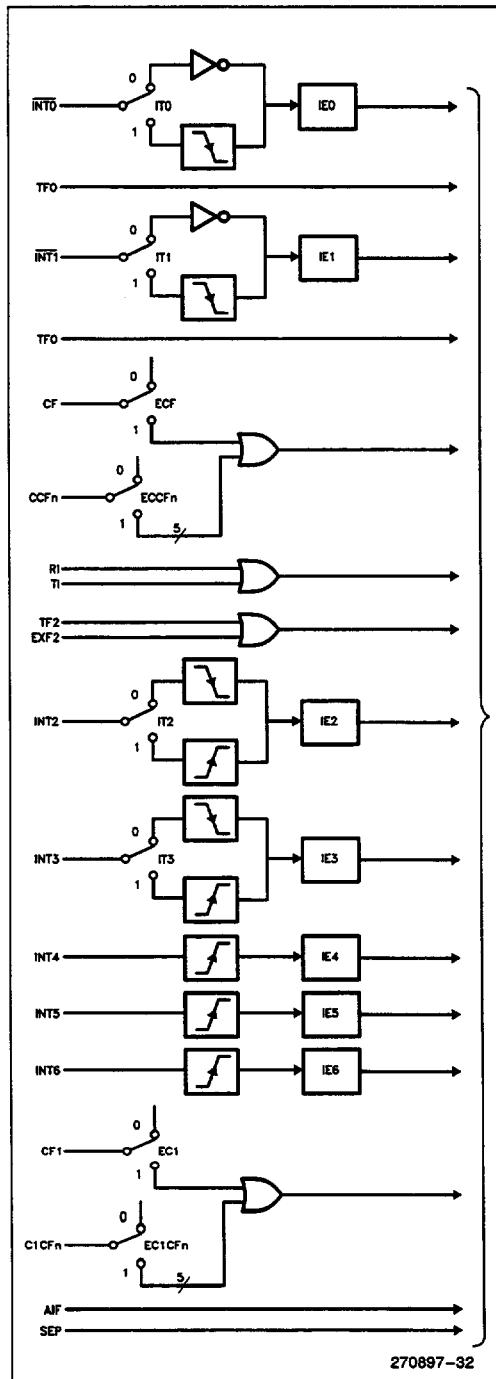 0
INT0 IT0 IE0
1
TF0
0
INT1 IT1 IE1
1
TF0
0
CF ECF
1
0
CCFn ECCFn
1 5
RI
TI
TF2
EXF2
0
INT2 IT2 IE2
1
0
INT3 IT3 IE3
1
INT4 IE4
INT5 IE5
INT6 IE6
0
CF1 EC1
1
0
C1CFn EC1CFn
1 5
AIF
SEP
270897-32